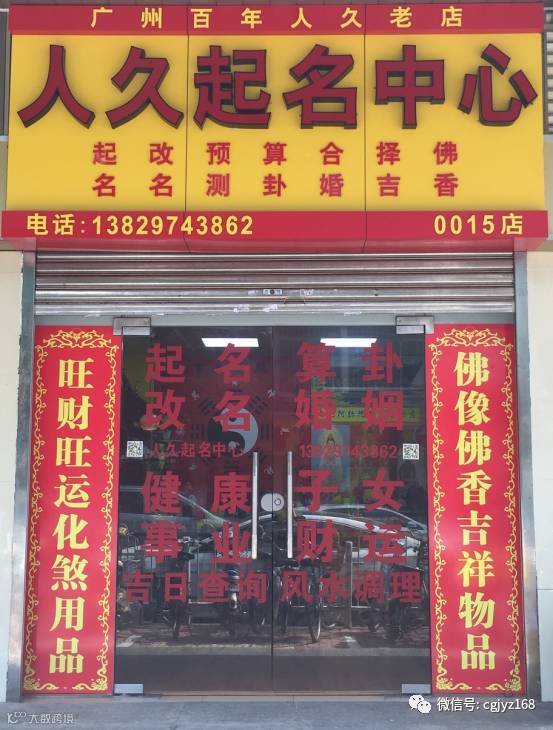 广州百年人久老店
人久起名中心
起改预算合择佛
名名测卦婚吉香
电话:13829743862
0015店
旺财旺运化煞用品
起名 算卦
改名 婚姻
人久起名中心 13829743862
健康 子女
事业 财运
吉日查询 风水调理
佛像佛香吉祥物品
微信号: cgjyz168
大数跨境